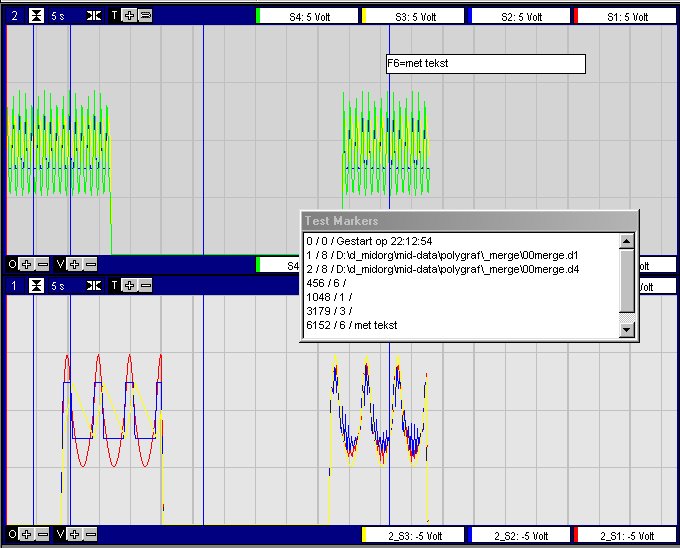 2 5 s T S4: 5 Volt S3: 5 Volt S2: 5 Volt S1: 5 Volt
F6=met tekst
Test Markers
0 / 0 / Gestart op 22:12:54
1 / 8 / D:\d_midorg\mid-data\polygraf\_merge\00merge.d1
2 / 8 / D:\d_midorg\mid-data\polygraf\_merge\00merge.d4
456 / 6 /
1048 / 1 /
3179 / 3 /
6152 / 6 / met tekst
O V S4 olt
1 5 s T
O V 2_S3: -5 Volt 2_S2: -5 Volt 2_S1: -5 Volt